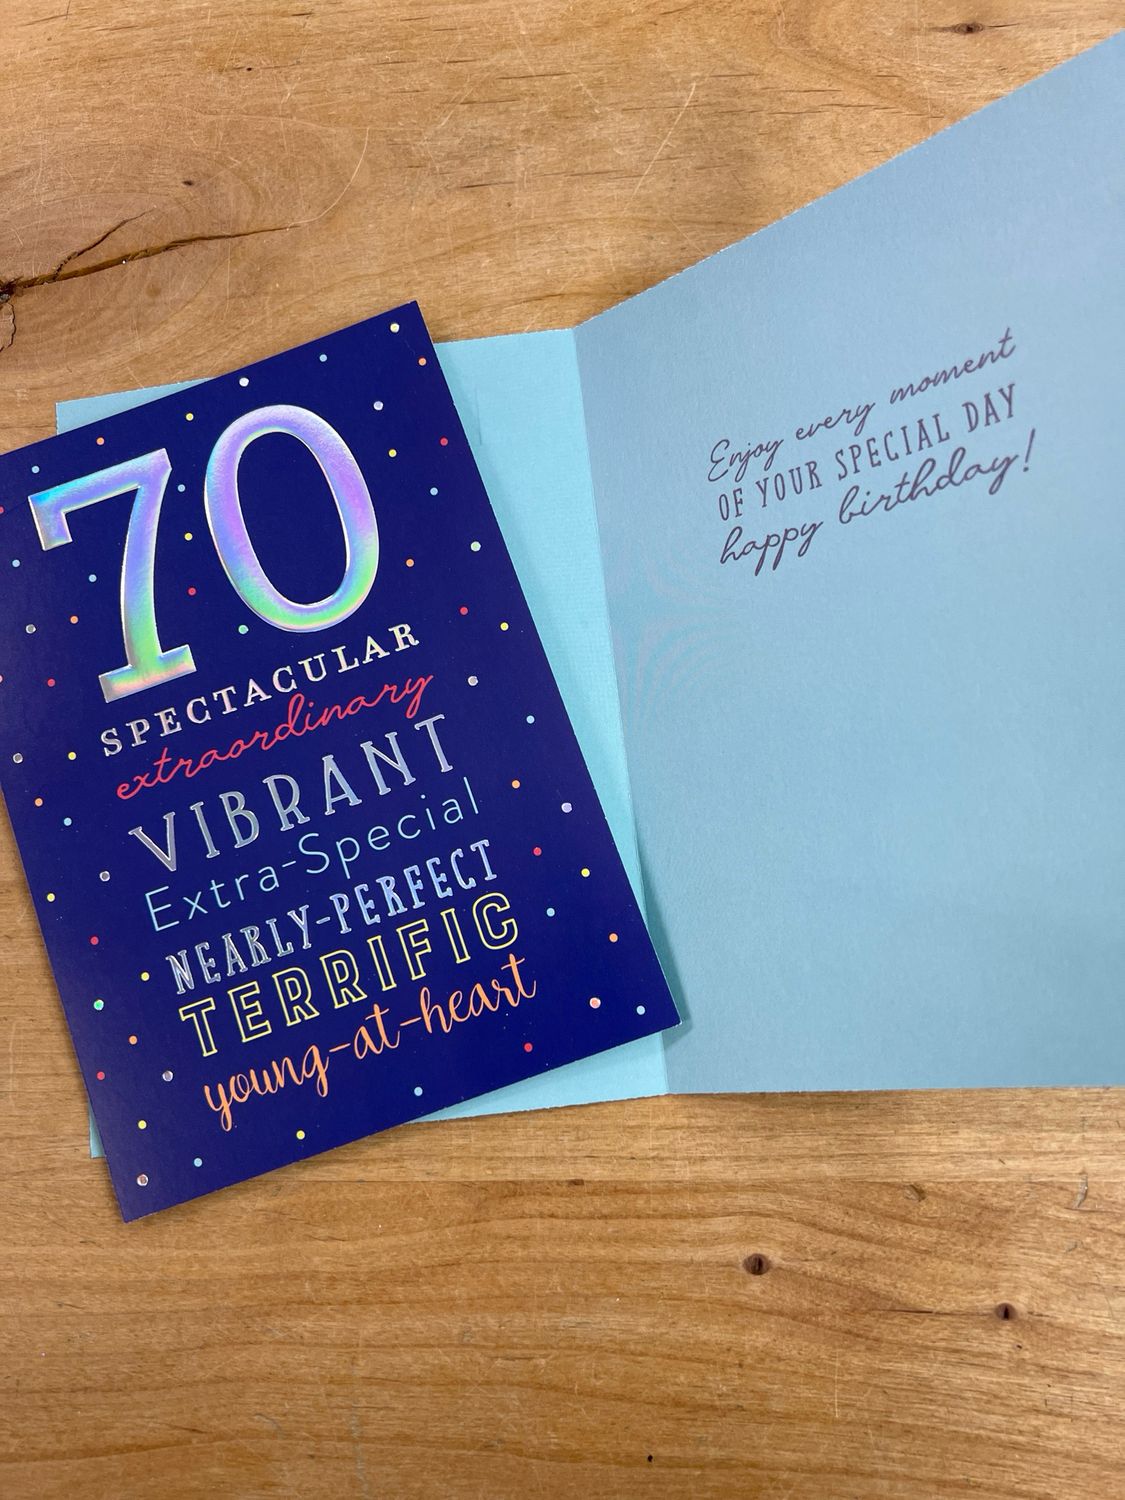 70
SPECTACULAR
extraordinary
VIBRANT
Extra-Special
NEARLY-PERFECT
TERRIFIC
young-at-heart
Enjoy every moment
OF YOUR SPECIAL DAY
happy birthday!